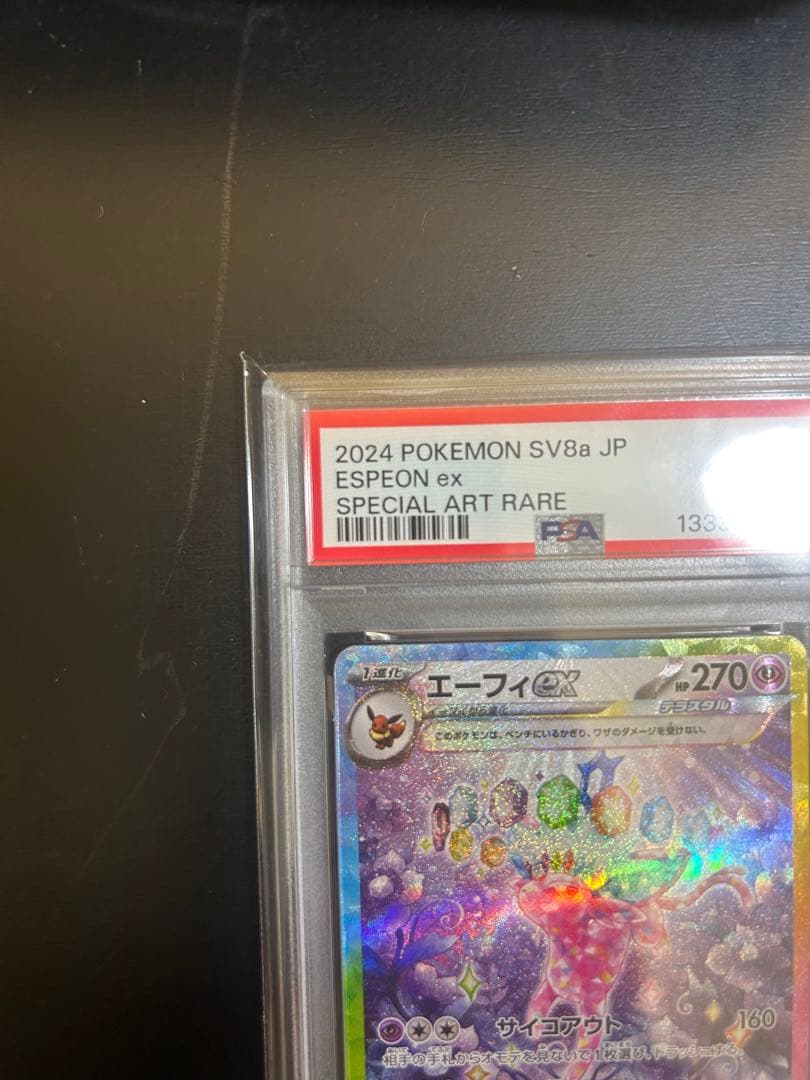 2024 POKEMON SV8a JP
ESPEON ex
SPECIAL ART RARE
PSA
1進化
エーフィex
HP270
テラスタル
このポケモンは、ベンチにいるかぎり、ワザのダメージを受けない。
サイコアウト
160
相手の手札からオモテを見ないで1枚選び、トラッシュする。